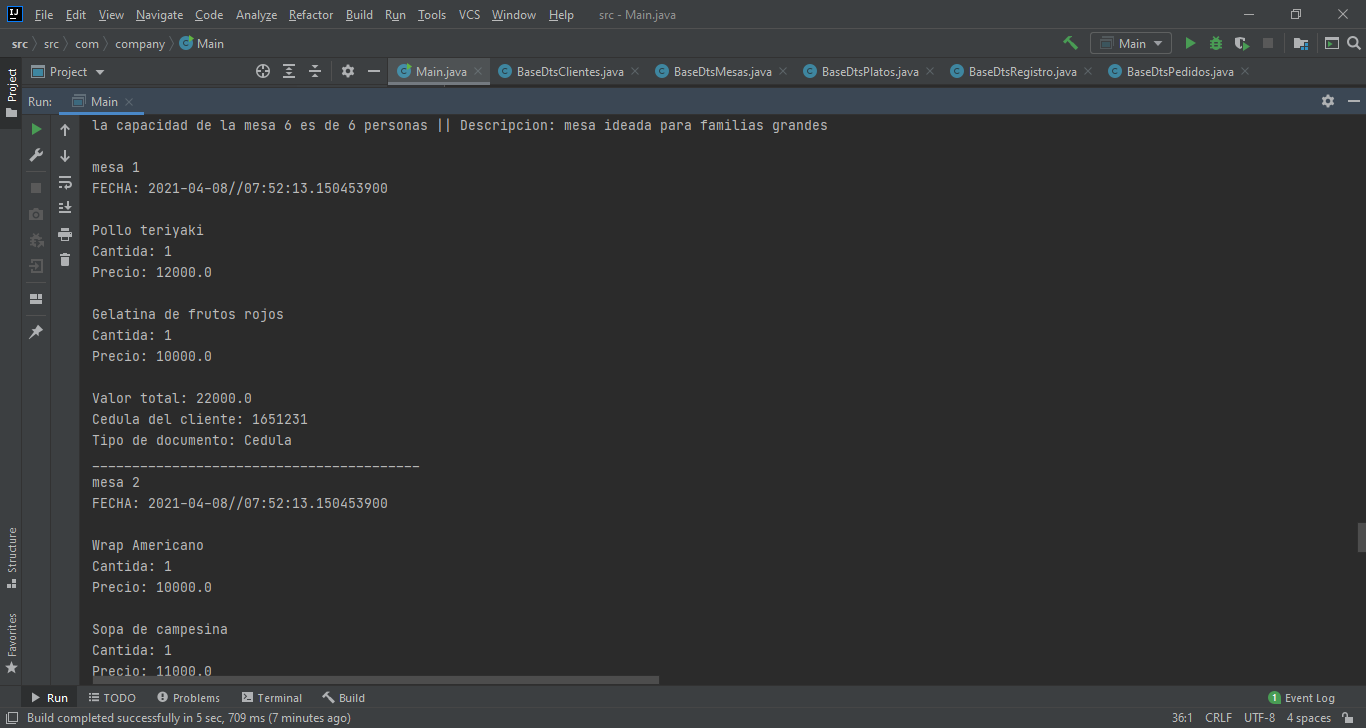 File Edit View Navigate Code Analyze Refactor Build Run Tools VCS Window Help src - Main.java
src src com company Main Main
Project Main.java BaseDtsClientes.java BaseDtsMesas.java BaseDtsPlatos.java BaseDtsRegistro.java BaseDtsPedidos.java
Project
Run: Main
la capacidad de la mesa 6 es de 6 personas || Descripcion: mesa ideada para familias grandes
mesa 1
FECHA: 2021-04-08//07:52:13.150453900
Pollo teriyaki
Cantida: 1
Precio: 12000.0
Gelatina de frutos rojos
Cantida: 1
Precio: 10000.0
Valor total: 22000.0
Cedula del cliente: 1651231
Tipo de documento: Cedula
_________________________________________
mesa 2
FECHA: 2021-04-08//07:52:13.150453900
Wrap Americano
Cantida: 1
Precio: 10000.0
Sopa de campesina
Cantida: 1
Precio: 11000.0
Structure
Favorites
Run TODO Problems Terminal Build 1 Event Log
Build completed successfully in 5 sec, 709 ms (7 minutes ago) 36:1 CRLF UTF-8 4 spaces